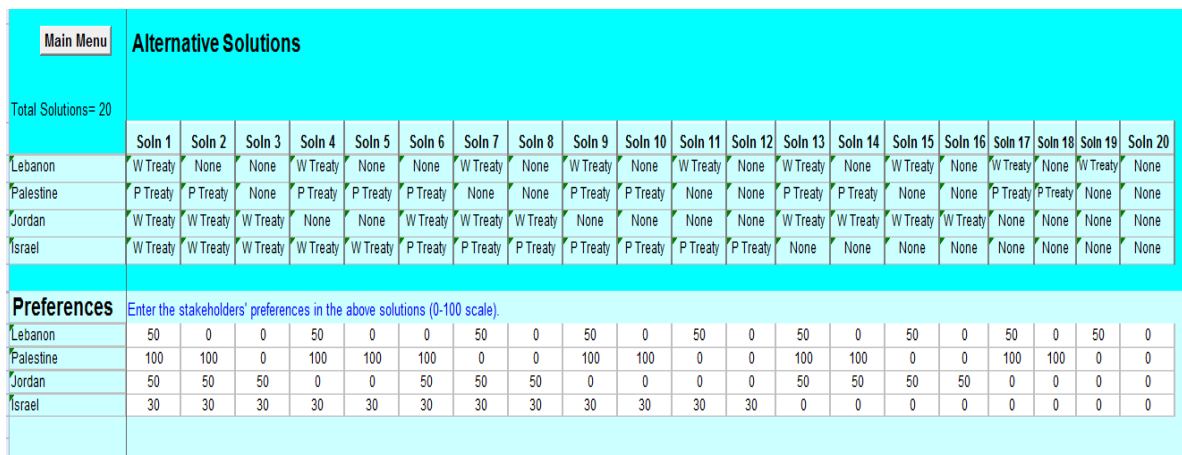 Main Menu
Alternative Solutions
Total Solutions= 20
Soln 1 Soln 2 Soln 3 Soln 4 Soln 5 Soln 6 Soln 7 Soln 8 Soln 9 Soln 10 Soln 11 Soln 12 Soln 13 Soln 14 Soln 15 Soln 16 Soln 17 Soln 18 Soln 19 Soln 20
Lebanon W Treaty None None W Treaty None None W Treaty None W Treaty None W Treaty None W Treaty None W Treaty None W Treaty None W Treaty None
Palestine P Treaty P Treaty None P Treaty P Treaty P Treaty None None P Treaty P Treaty None None P Treaty P Treaty None None P Treaty P Treaty None None
Jordan W Treaty W Treaty W Treaty None None W Treaty W Treaty W Treaty None None None None W Treaty W Treaty W Treaty W Treaty None None None None
Israel W Treaty W Treaty W Treaty W Treaty W Treaty P Treaty P Treaty P Treaty P Treaty P Treaty P Treaty P Treaty None None None None None None None None
Preferences Enter the stakeholders' preferences in the above solutions (0-100 scale).
Lebanon 50 0 0 50 0 0 50 0 50 0 50 0 50 0 50 0 50 0 50 0
Palestine 100 100 0 100 100 100 0 0 100 100 0 0 100 100 0 0 100 100 0 0
Jordan 50 50 50 0 0 50 50 50 0 0 0 0 50 50 50 50 0 0 0 0
Israel 30 30 30 30 30 30 30 30 30 30 30 30 0 0 0 0 0 0 0 0